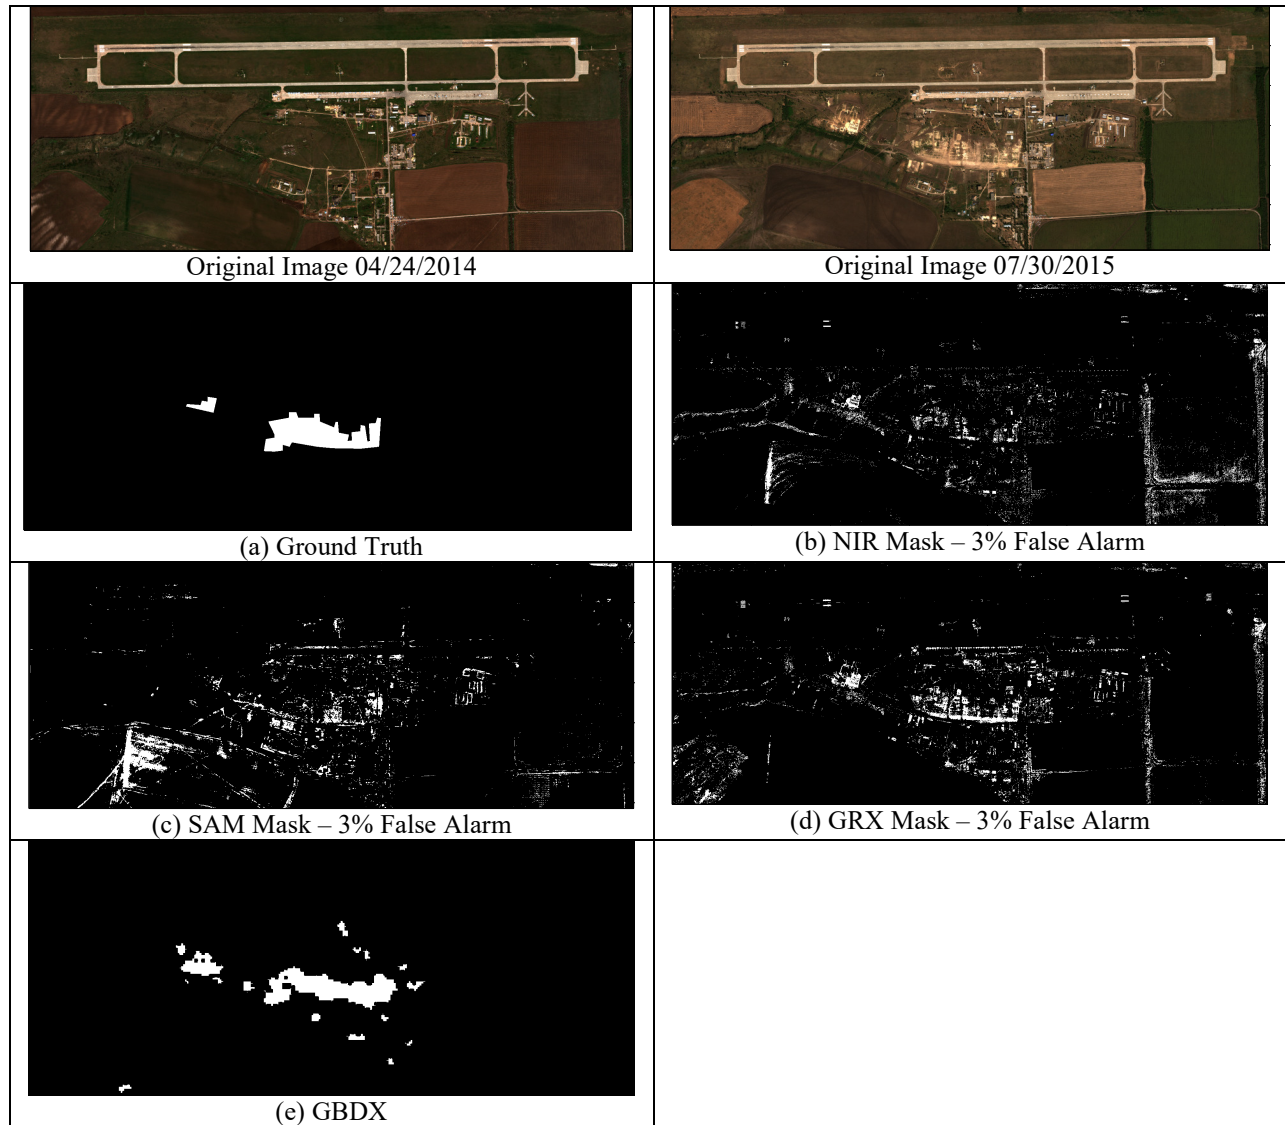 Original Image 04/24/2014
Original Image 07/30/2015
(a) Ground Truth
(b) NIR Mask – 3% False Alarm
(c) SAM Mask – 3% False Alarm
(d) GRX Mask – 3% False Alarm
(e) GBDX